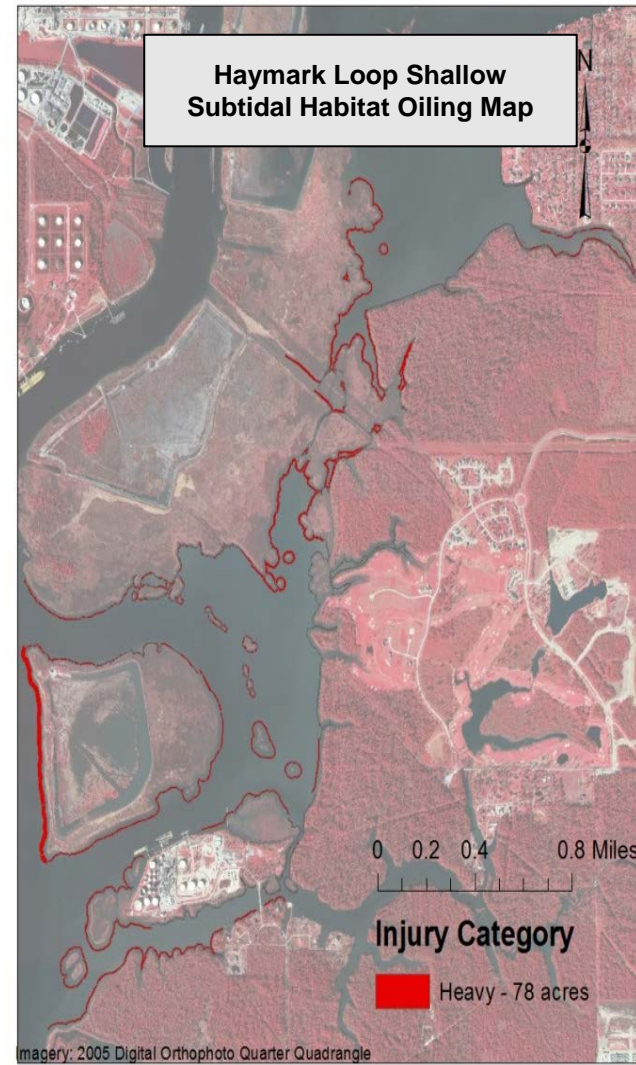 Haymark Loop Shallow
Subtidal Habitat Oiling Map
N
0 0.2 0.4 0.8 Miles
Injury Category
Heavy - 78 acres
Imagery: 2005 Digital Orthophoto Quarter Quadrangle